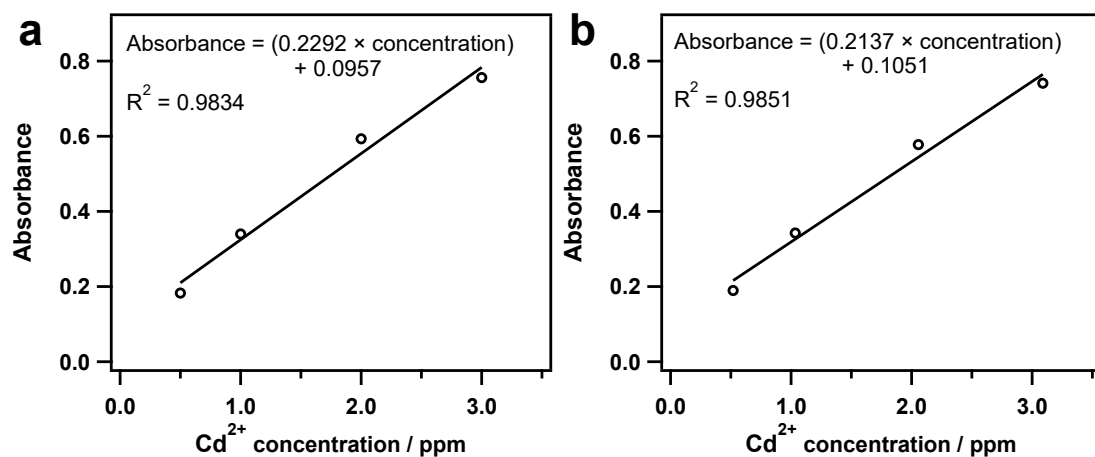 a
Absorbance = (0.2292 × concentration)
+ 0.0957
R² = 0.9834
Absorbance
0.8
0.6
0.4
0.2
0.0
0.0 1.0 2.0 3.0
Cd²⁺ concentration / ppm
b
Absorbance = (0.2137 × concentration)
+ 0.1051
R² = 0.9851
Absorbance
0.8
0.6
0.4
0.2
0.0
0.0 1.0 2.0 3.0
Cd²⁺ concentration / ppm